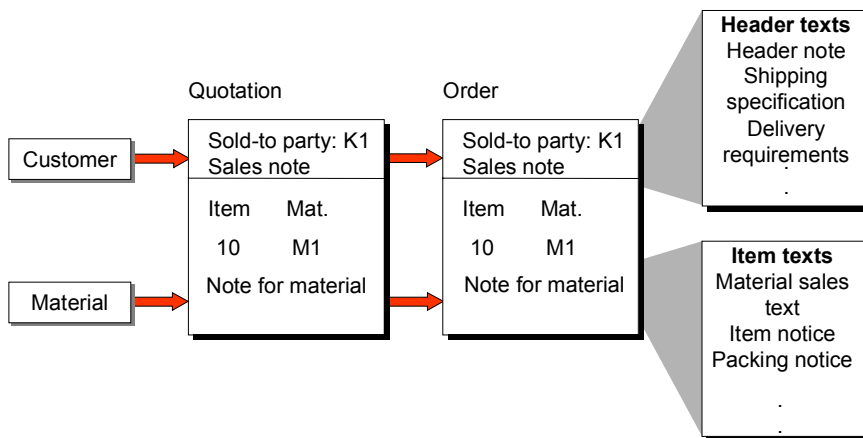 Quotation
Order
Customer
Material
Sold-to party: K1
Sales note
Item Mat.
10 M1
Note for material
Sold-to party: K1
Sales note
Item Mat.
10 M1
Note for material
Header texts
Header note
Shipping
specification
Delivery
requirements
.
.
Item texts
Material sales
text
Item notice
Packing notice
.
.